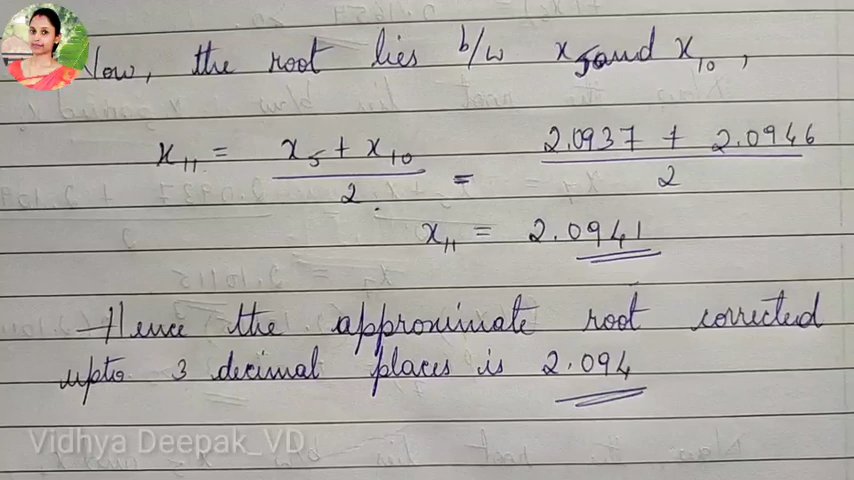 Now, the root lies b/w x₅ and x₁₀,
x₁₁ = x₅ + x₁₀ / 2 = 2.0937 + 2.0946 / 2
x₁₁ = 2.0941
Hence the approximate root corrected
upto 3 decimal places is 2.094
Vidhya Deepak_VD